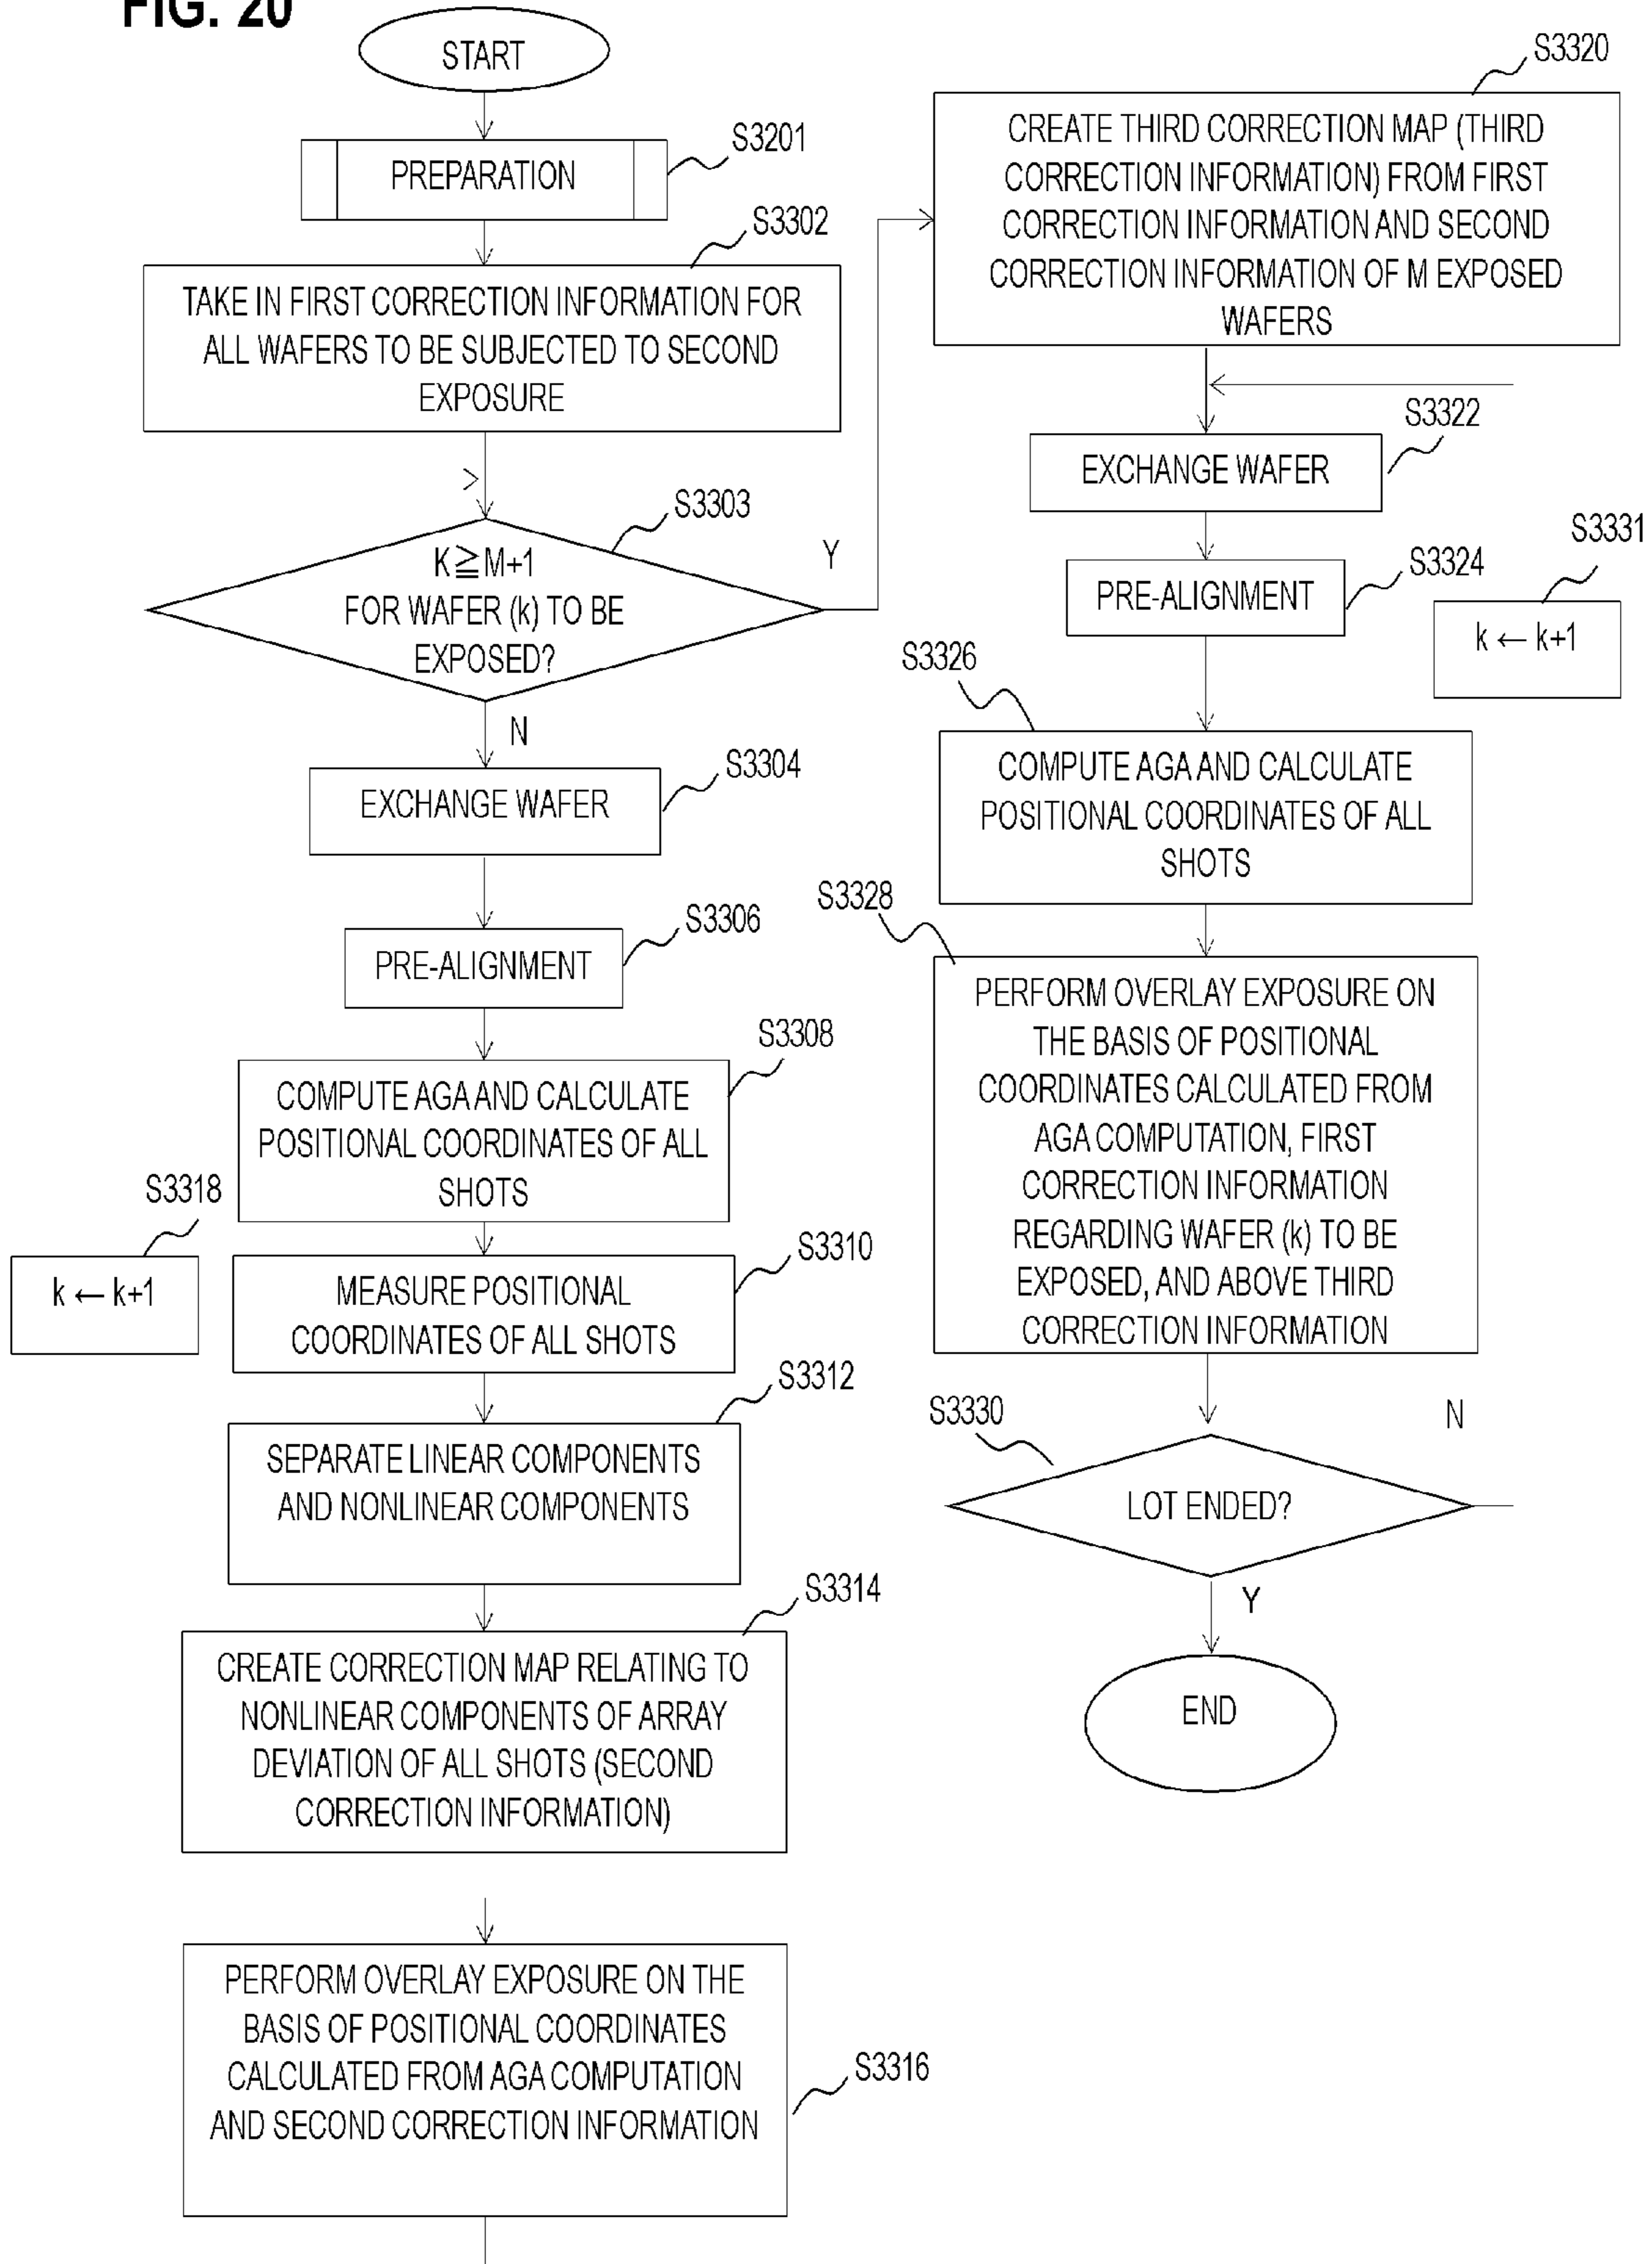 FIG. 20
START
S3201
PREPARATION
S3302
TAKE IN FIRST CORRECTION INFORMATION FOR
ALL WAFERS TO BE SUBJECTED TO SECOND
EXPOSURE
S3303
K≧M+1
FOR WAFER (k) TO BE
EXPOSED?
Y
N
S3304
EXCHANGE WAFER
S3306
PRE-ALIGNMENT
S3308
COMPUTE AGA AND CALCULATE
POSITIONAL COORDINATES OF ALL
SHOTS
S3318
k ← k+1
S3310
MEASURE POSITIONAL
COORDINATES OF ALL SHOTS
S3312
SEPARATE LINEAR COMPONENTS
AND NONLINEAR COMPONENTS
S3314
CREATE CORRECTION MAP RELATING TO
NONLINEAR COMPONENTS OF ARRAY
DEVIATION OF ALL SHOTS (SECOND
CORRECTION INFORMATION)
PERFORM OVERLAY EXPOSURE ON THE
BASIS OF POSITIONAL COORDINATES
CALCULATED FROM AGA COMPUTATION
AND SECOND CORRECTION INFORMATION
S3316
S3320
CREATE THIRD CORRECTION MAP (THIRD
CORRECTION INFORMATION) FROM FIRST
CORRECTION INFORMATION AND SECOND
CORRECTION INFORMATION OF M EXPOSED
WAFERS
S3322
EXCHANGE WAFER
S3324
PRE-ALIGNMENT
S3331
k ← k+1
S3326
COMPUTE AGA AND CALCULATE
POSITIONAL COORDINATES OF ALL
SHOTS
S3328
PERFORM OVERLAY EXPOSURE ON
THE BASIS OF POSITIONAL
COORDINATES CALCULATED FROM
AGA COMPUTATION, FIRST
CORRECTION INFORMATION
REGARDING WAFER (k) TO BE
EXPOSED, AND ABOVE THIRD
CORRECTION INFORMATION
S3330
N
LOT ENDED?
Y
END